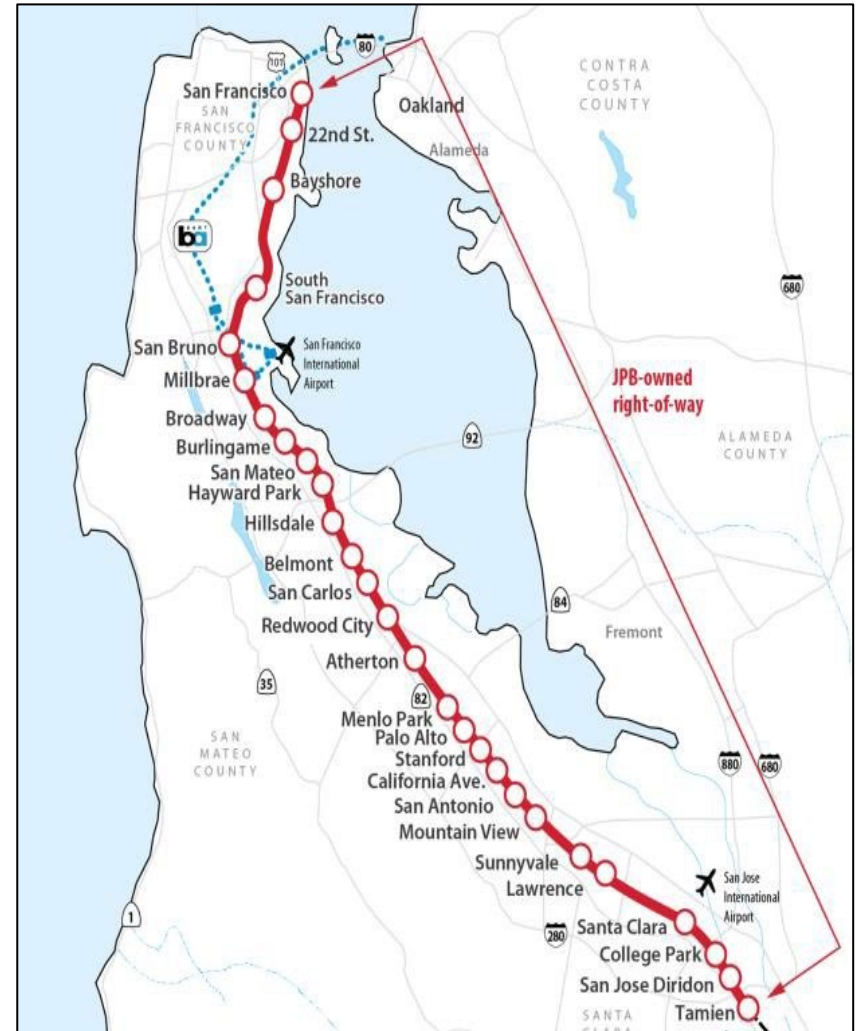 80
101
CONTRA
COSTA
COUNTY
San Francisco
SAN
FRANCISCO
COUNTY
Oakland
22nd St.
Alameda
Bayshore
ba
680
South
San Francisco
San Bruno
San Francisco
International
Airport
Millbrae
JPB-owned
right-of-way
Broadway
92
ALAMEDA
COUNTY
Burlingame
San Mateo
Hayward Park
Hillsdale
Belmont
San Carlos
84
Redwood City
Fremont
Atherton
35
82
Menlo Park
SAN
MATEO
COUNTY
Palo Alto
Stanford
880
680
California Ave.
San Antonio
Mountain View
Sunnyvale
Lawrence
San Jose
International
Airport
1
280
Santa Clara
College Park
San Jose Diridon
Tamien
SANTA